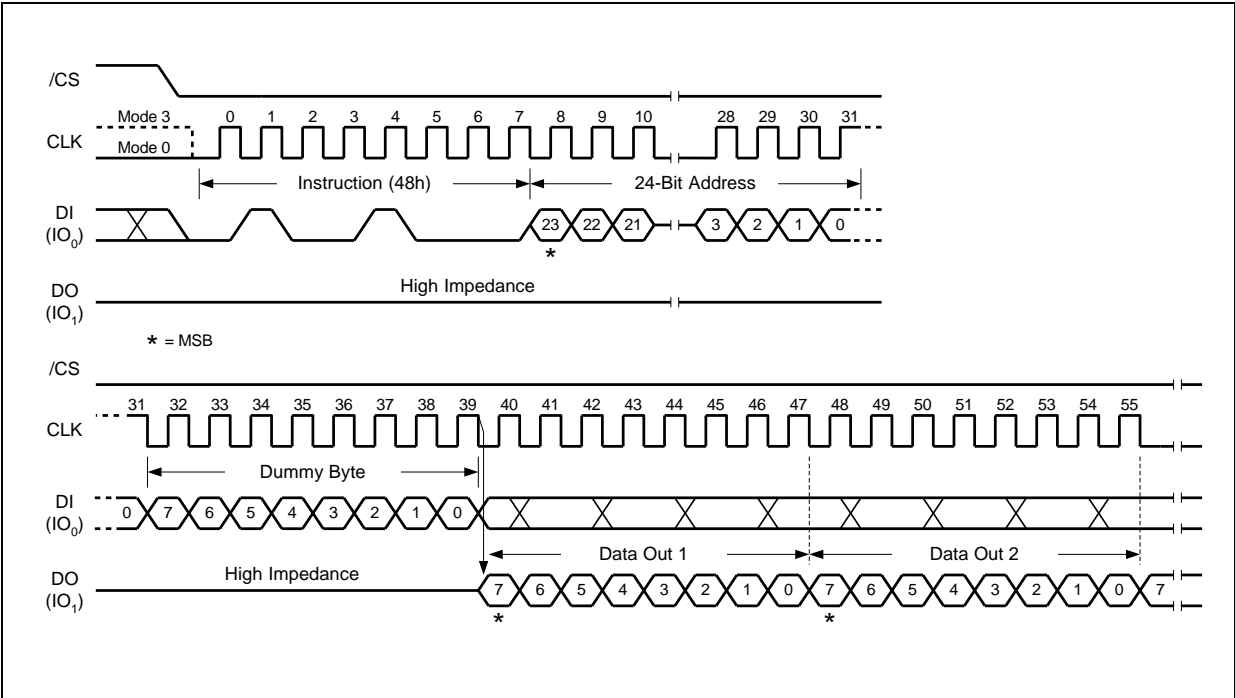 /CS
Mode 3 0 1 2 3 4 5 6 7 8 9 10 28 29 30 31
CLK
Mode 0
Instruction (48h) 24-Bit Address
DI
(IO0) 23 22 21 3 2 1 0
*
DO
(IO1)
High Impedance
* = MSB
/CS
31 32 33 34 35 36 37 38 39 40 41 42 43 44 45 46 47 48 49 50 51 52 53 54 55
CLK
Dummy Byte
DI
(IO0)
0 7 6 5 4 3 2 1 0
Data Out 1 Data Out 2
DO
(IO1)
High Impedance
7 6 5 4 3 2 1 0 7 6 5 4 3 2 1 0 7
* *